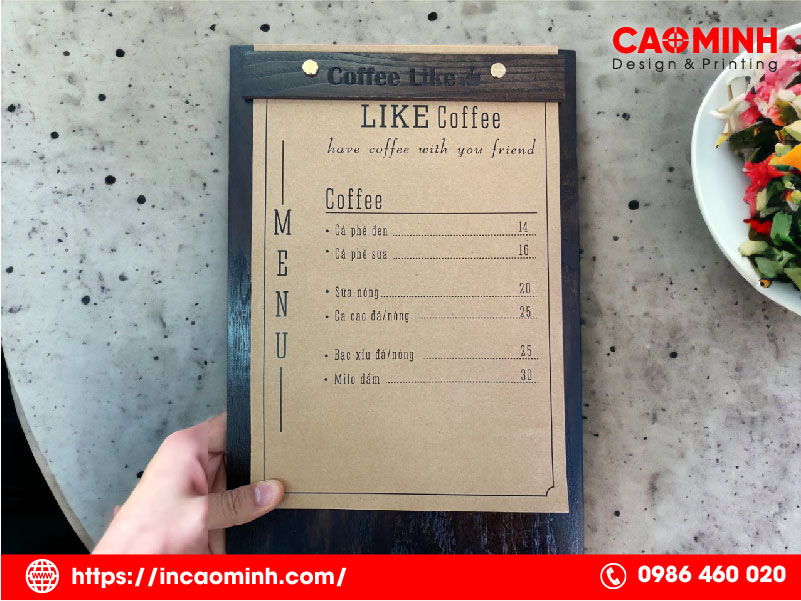 CAOMINH
Design & Printing
Coffee Like
LIKE Coffee
have coffee with you friend
MENU
Coffee
• Cà phê đen 14
• Cà phê sữa 16
• Sữa nóng 20
• Ca cao đá/nóng 25
• Bạc xỉu đá/nóng 25
• Milo dầm 30
www
https://incaominh.com/
0986 460 020